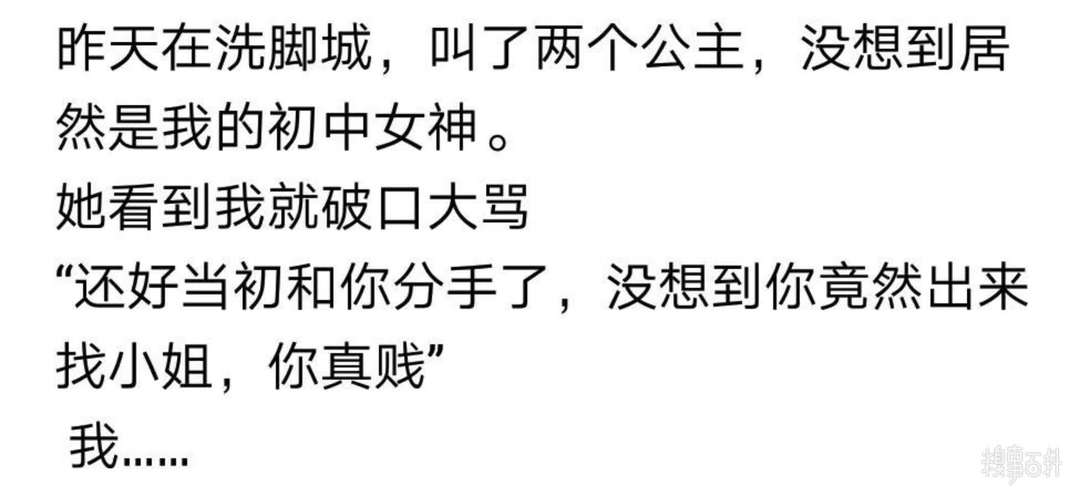 昨天在洗脚城，叫了两个公主，没想到居
然是我的初中女神。
她看到我就破口大骂
“还好当初和你分手了，没想到你竟然出来
找小姐，你真贱”
我……